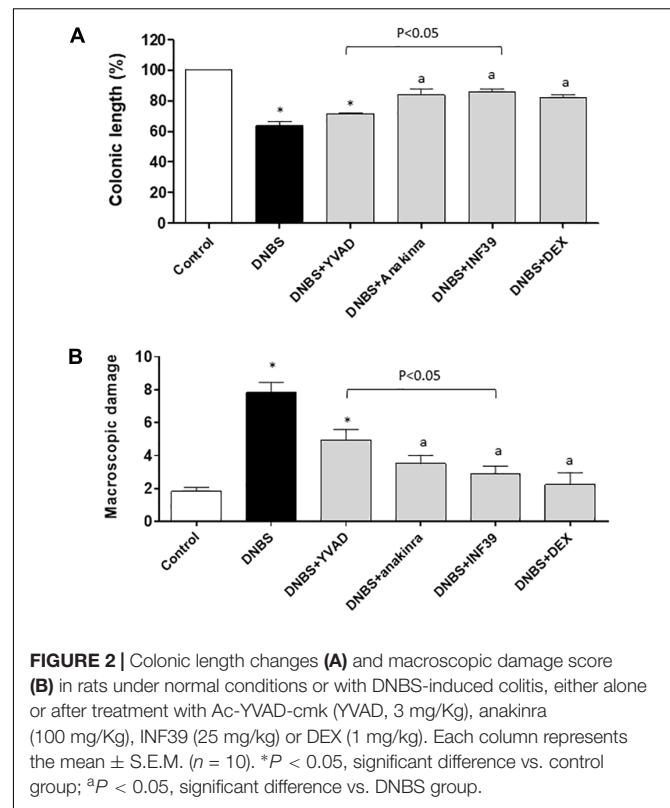 A
P<0.05
Colonic length (%)
120
100
80
60
40
20
0
*
*
a
a
a
Control
DNBS
DNBS+YVAD
DNBS+Anakinra
DNBS+INF39
DNBS+DEX
B
P<0.05
Macroscopic damage
10
8
6
4
2
0
*
*
a
a
a
Control
DNBS
DNBS+YVAD
DNBS+anakinra
DNBS+INF39
DNBS+DEX
FIGURE 2 | Colonic length changes (A) and macroscopic damage score
(B) in rats under normal conditions or with DNBS-induced colitis, either alone
or after treatment with Ac-YVAD-cmk (YVAD, 3 mg/Kg), anakinra
(100 mg/Kg), INF39 (25 mg/kg) or DEX (1 mg/kg). Each column represents
the mean ± S.E.M. (n = 10). *P < 0.05, significant difference vs. control
group; aP < 0.05, significant difference vs. DNBS group.